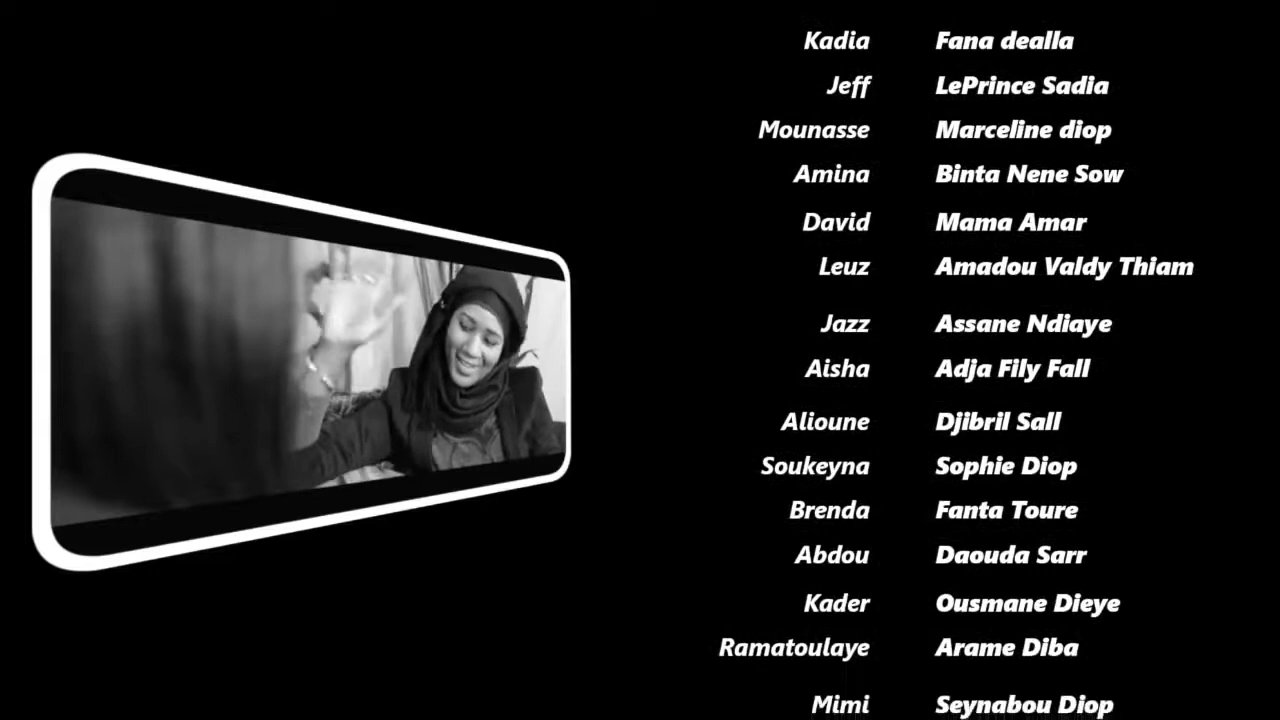 Kadia Fana dealla
Jeff LePrince Sadia
Mounasse Marceline diop
Amina Binta Nene Sow
David Mama Amar
Leuz Amadou Valdy Thiam
Jazz Assane Ndiaye
Aisha Adja Fily Fall
Alioune Djibril Sall
Soukeyna Sophie Diop
Brenda Fanta Toure
Abdou Daouda Sarr
Kader Ousmane Dieye
Ramatoulaye Arame Diba
Mimi Seynabou Diop